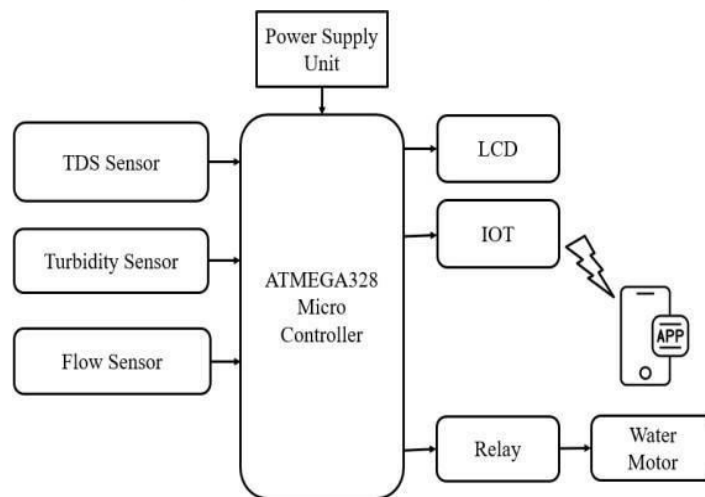 Power Supply
Unit
TDS Sensor
Turbidity Sensor
Flow Sensor
ATMEGA328
Micro
Controller
LCD
IOT
APP
Relay
Water
Motor